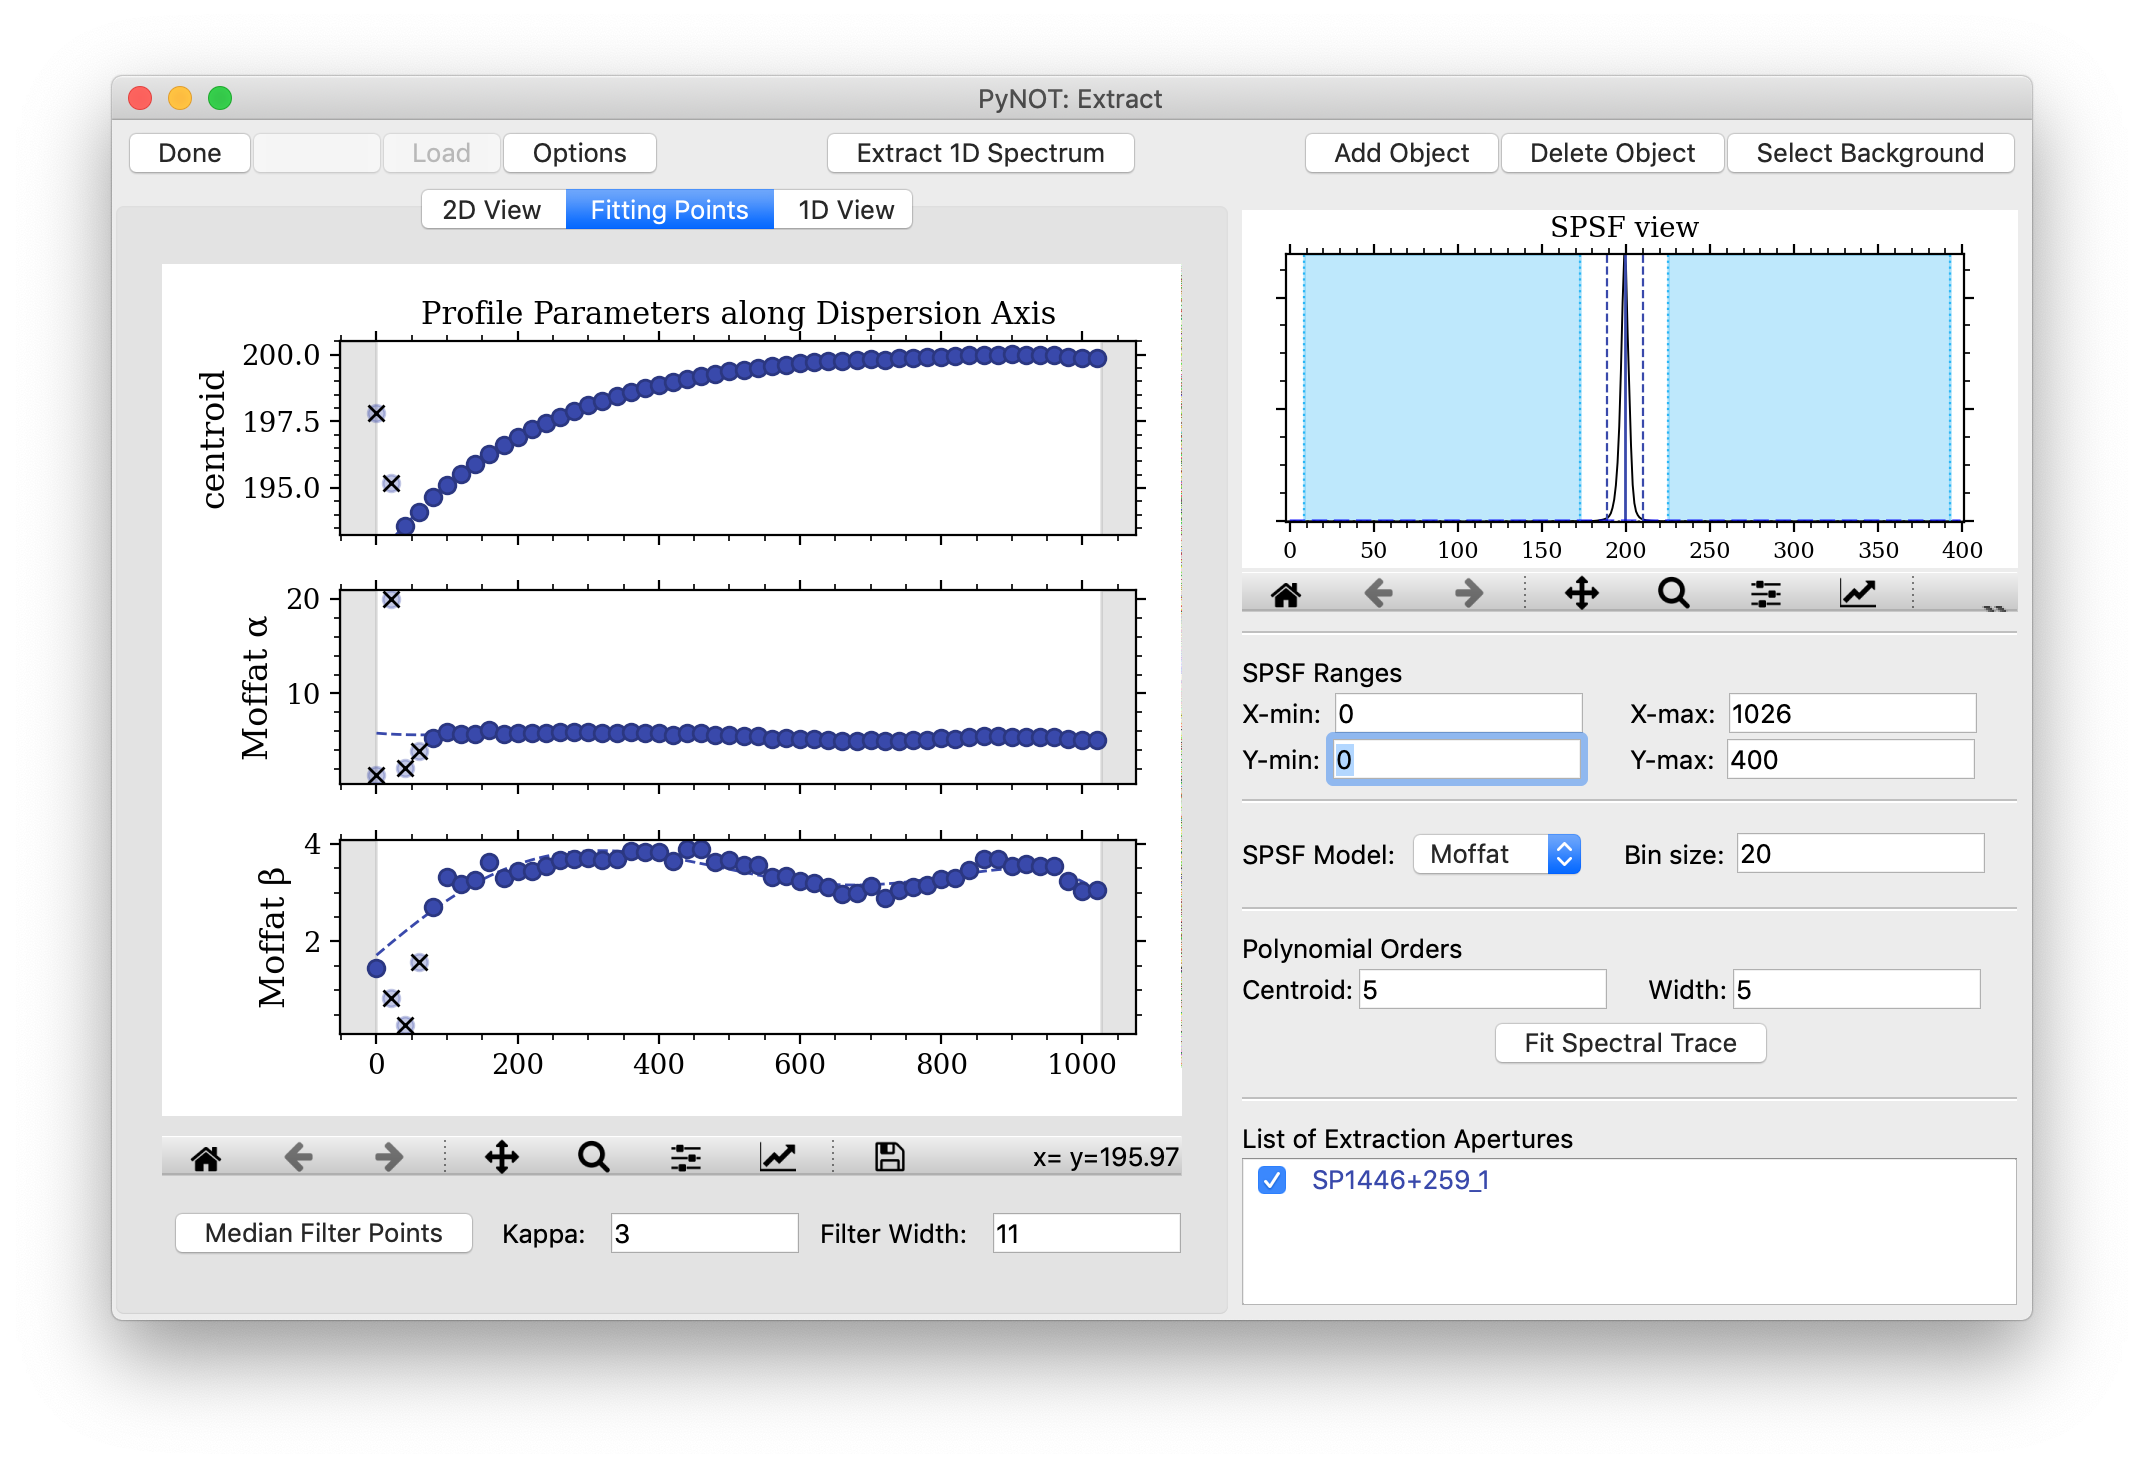 PyNOT: Extract
Done
Load
Options
Extract 1D Spectrum
Add Object
Delete Object
Select Background
2D View
Fitting Points
1D View
Profile Parameters along Dispersion Axis
centroid
200.0
197.5
195.0
Moffat α
20
10
Moffat β
4
2
0 200 400 600 800 1000
x= y=195.97
Median Filter Points
Kappa: 3
Filter Width: 11
SPSF view
0 50 100 150 200 250 300 350 400
SPSF Ranges
X-min: 0 X-max: 1026
Y-min: 0 Y-max: 400
SPSF Model: Moffat Bin size: 20
Polynomial Orders
Centroid: 5 Width: 5
Fit Spectral Trace
List of Extraction Apertures
SP1446+259_1